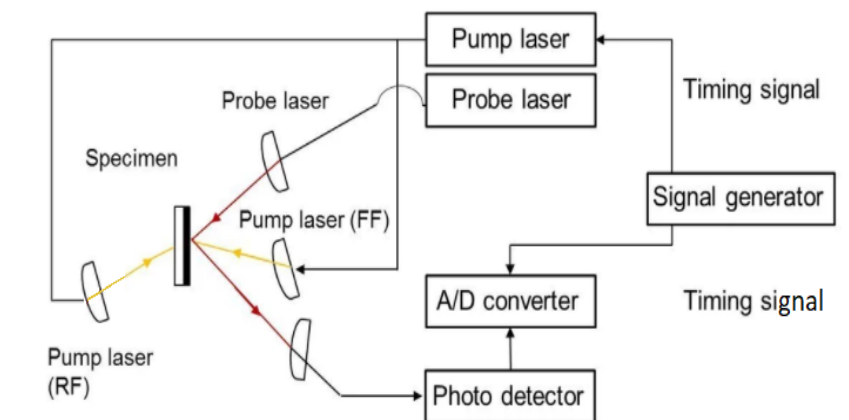 Pump laser
Probe laser
Probe laser
Timing signal
Specimen
Signal generator
Pump laser (FF)
A/D converter
Timing signal
Pump laser
(RF)
Photo detector